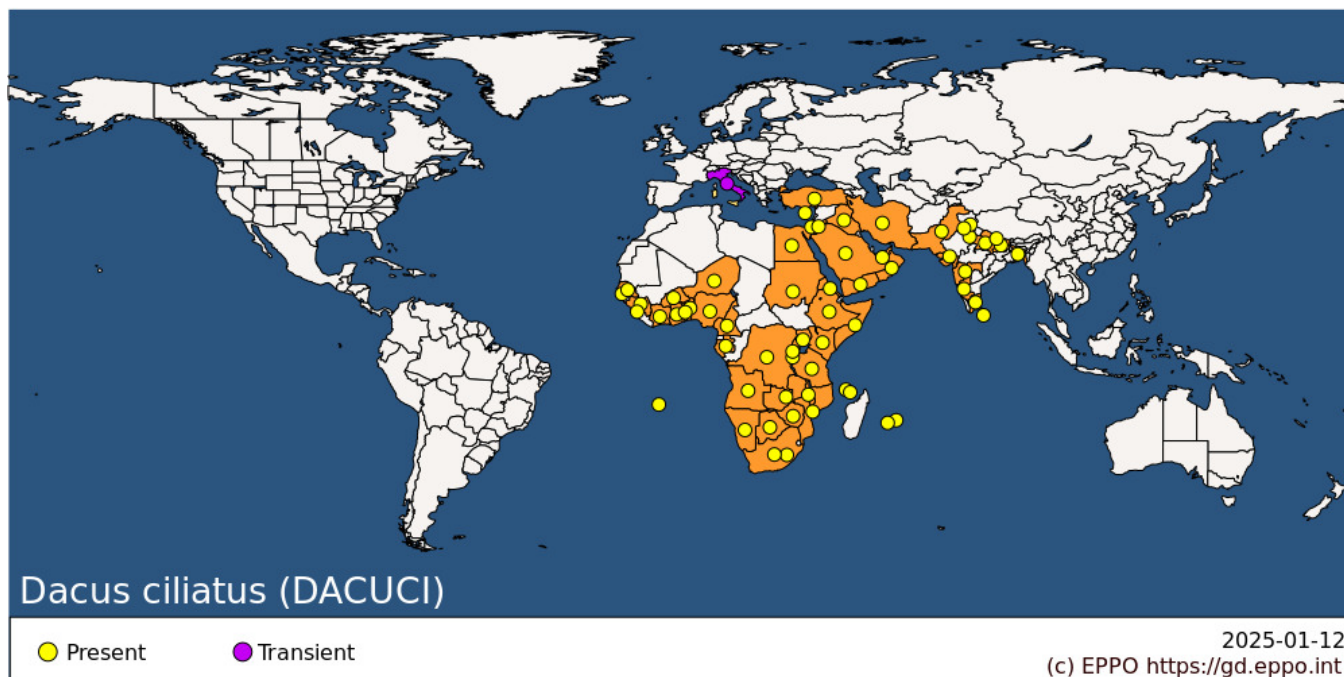 Dacus ciliatus (DACUCI)
Present
Transient
2025-01-12
(c) EPPO https://gd.eppo.int